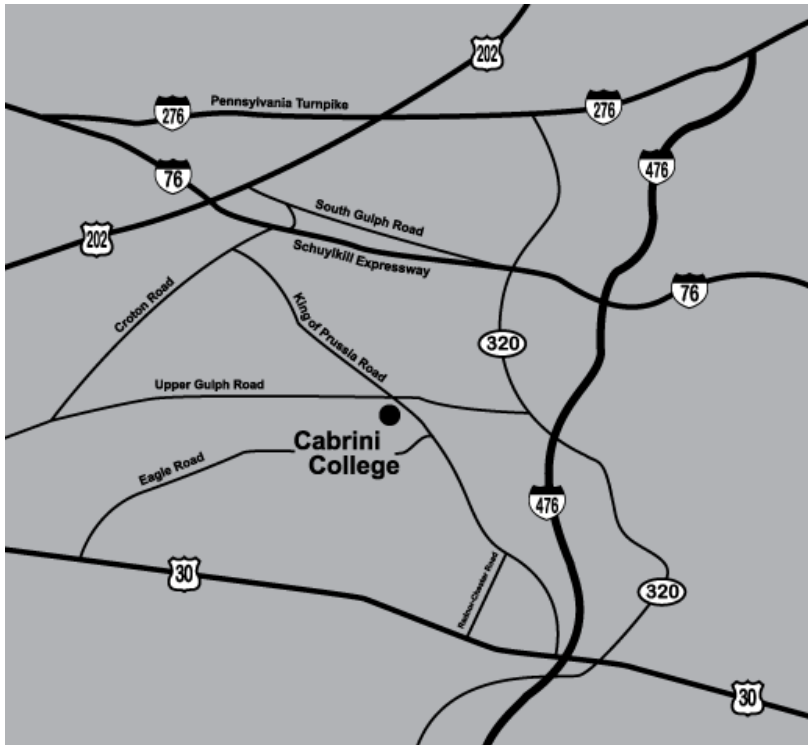 202
Pennsylvania Turnpike
276
276
476
76
South Gulph Road
202
Schuylkill Expressway
76
Croton Road
King of Prussia Road
320
Upper Gulph Road
Cabrini
College
Eagle Road
476
30
Radnor-Chester Road
320
30